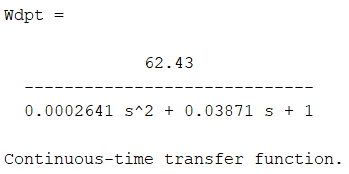 Wdpt =
62.43
-----------------------------
0.0002641 s^2 + 0.03871 s + 1
Continuous-time transfer function.